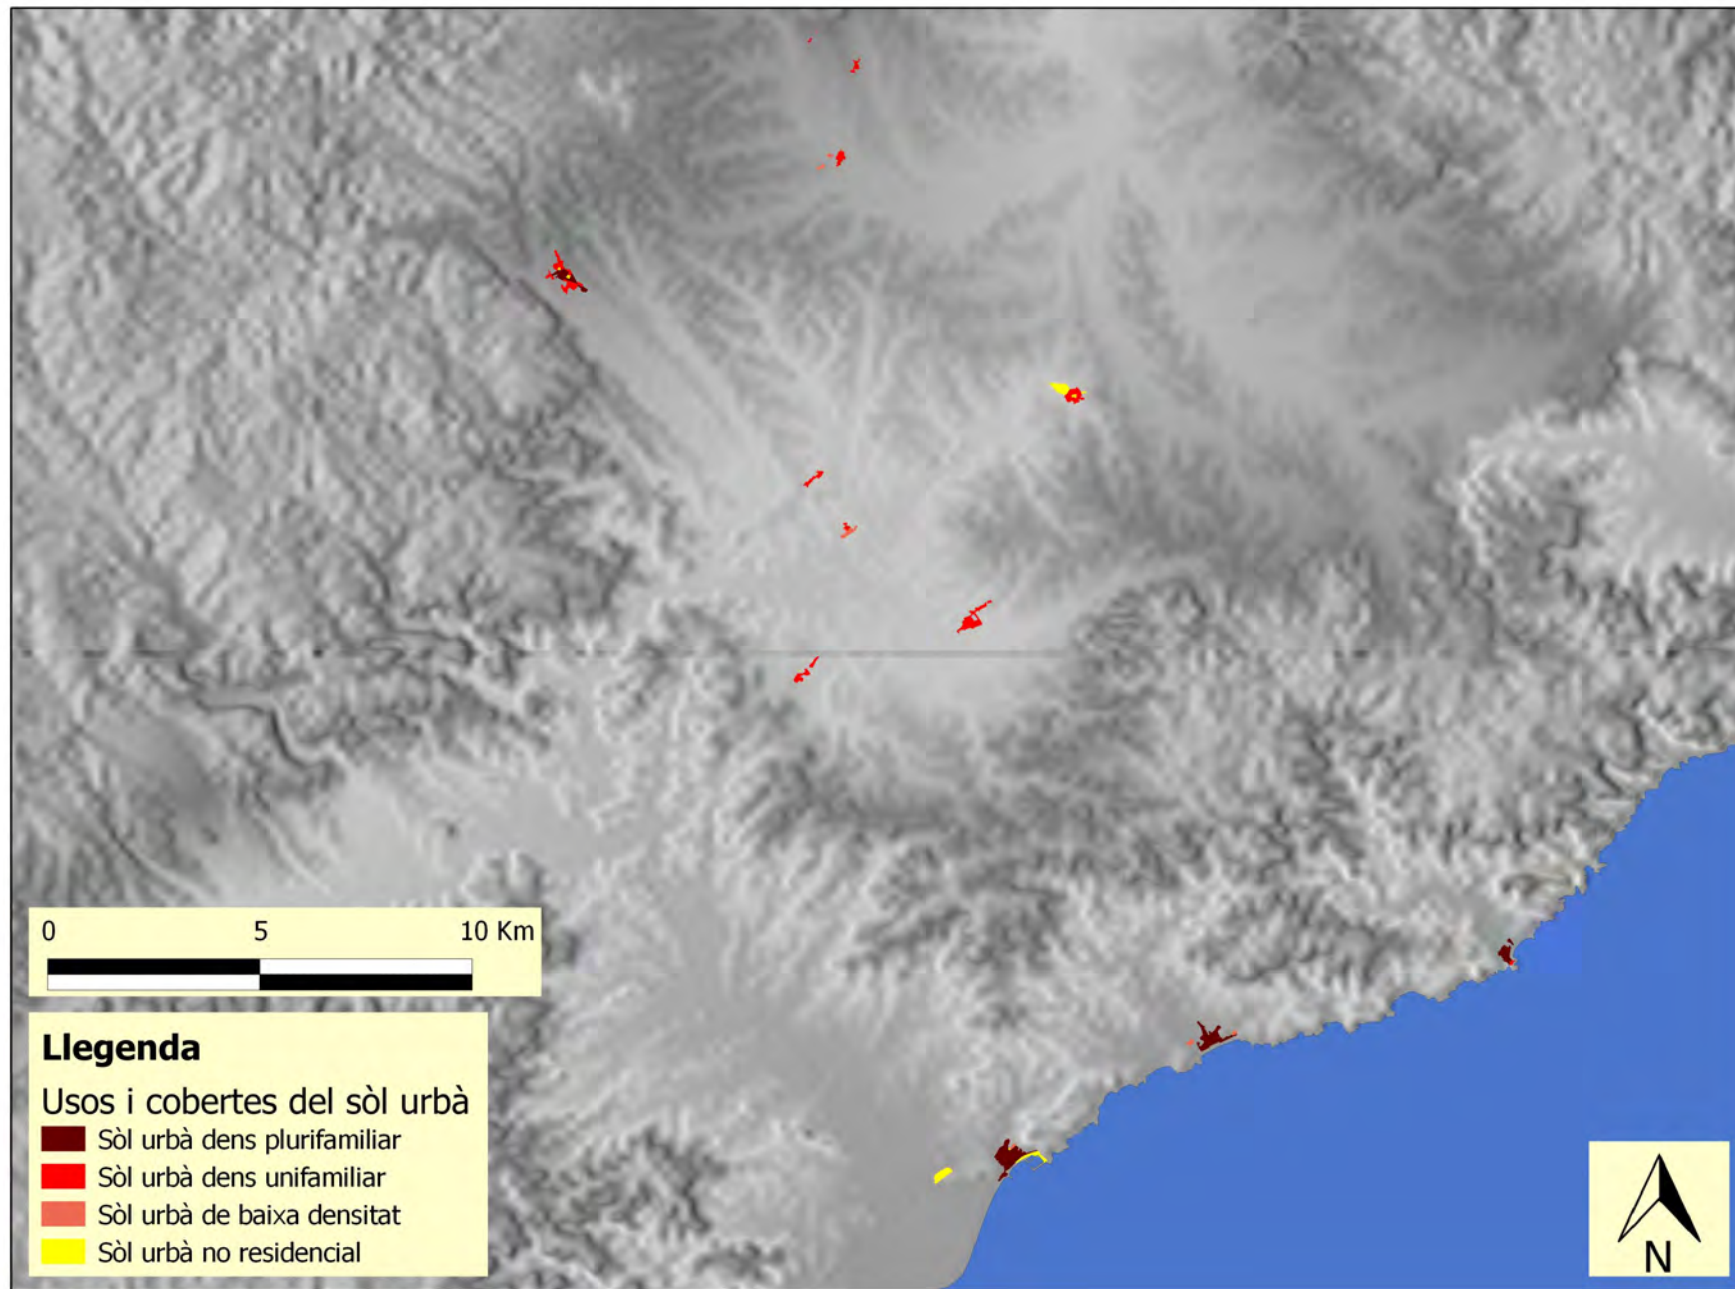 0 5 10 Km
Llegenda
Usos i cobertes del sòl urbà
Sòl urbà dens plurifamiliar
Sòl urbà dens unifamiliar
Sòl urbà de baixa densitat
Sòl urbà no residencial
N